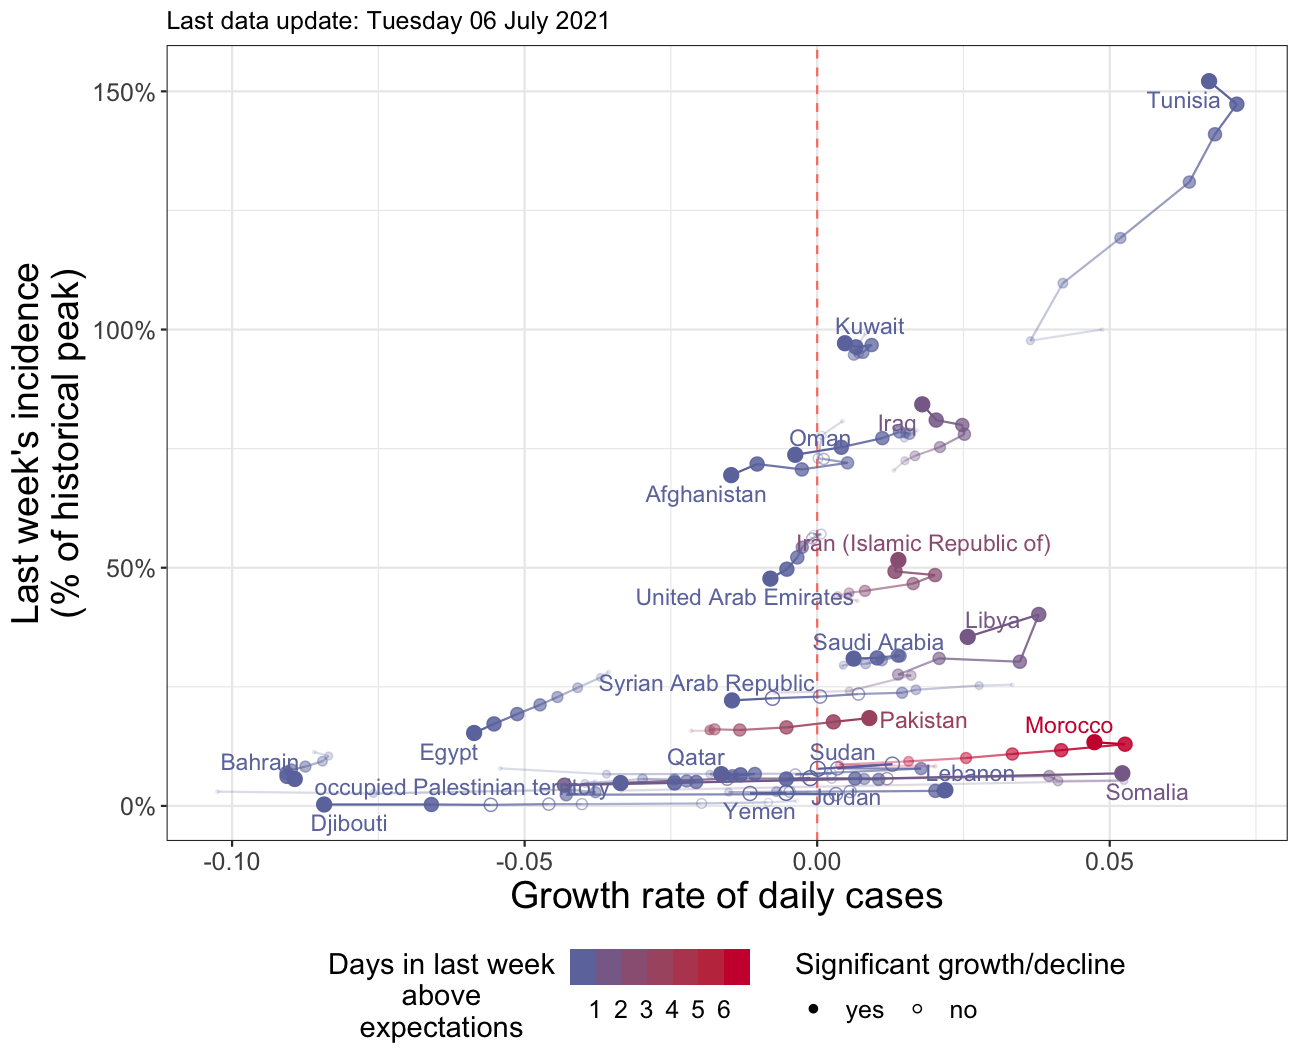 Last data update: Tuesday 06 July 2021
Last week's incidence
(% of historical peak)
150%
100%
50%
0%
Tunisia
Kuwait
Iraq
Oman
Afghanistan
Iran (Islamic Republic of)
United Arab Emirates
Libya
Saudi Arabia
Syrian Arab Republic
Pakistan
Morocco
Egypt
Bahrain
Qatar
Sudan
Lebanon
occupied Palestinian territory
Somalia
Jordan
Yemen
Djibouti
-0.10
-0.05
0.00
0.05
Growth rate of daily cases
Days in last week
above
expectations
1 2 3 4 5 6
Significant growth/decline
yes no